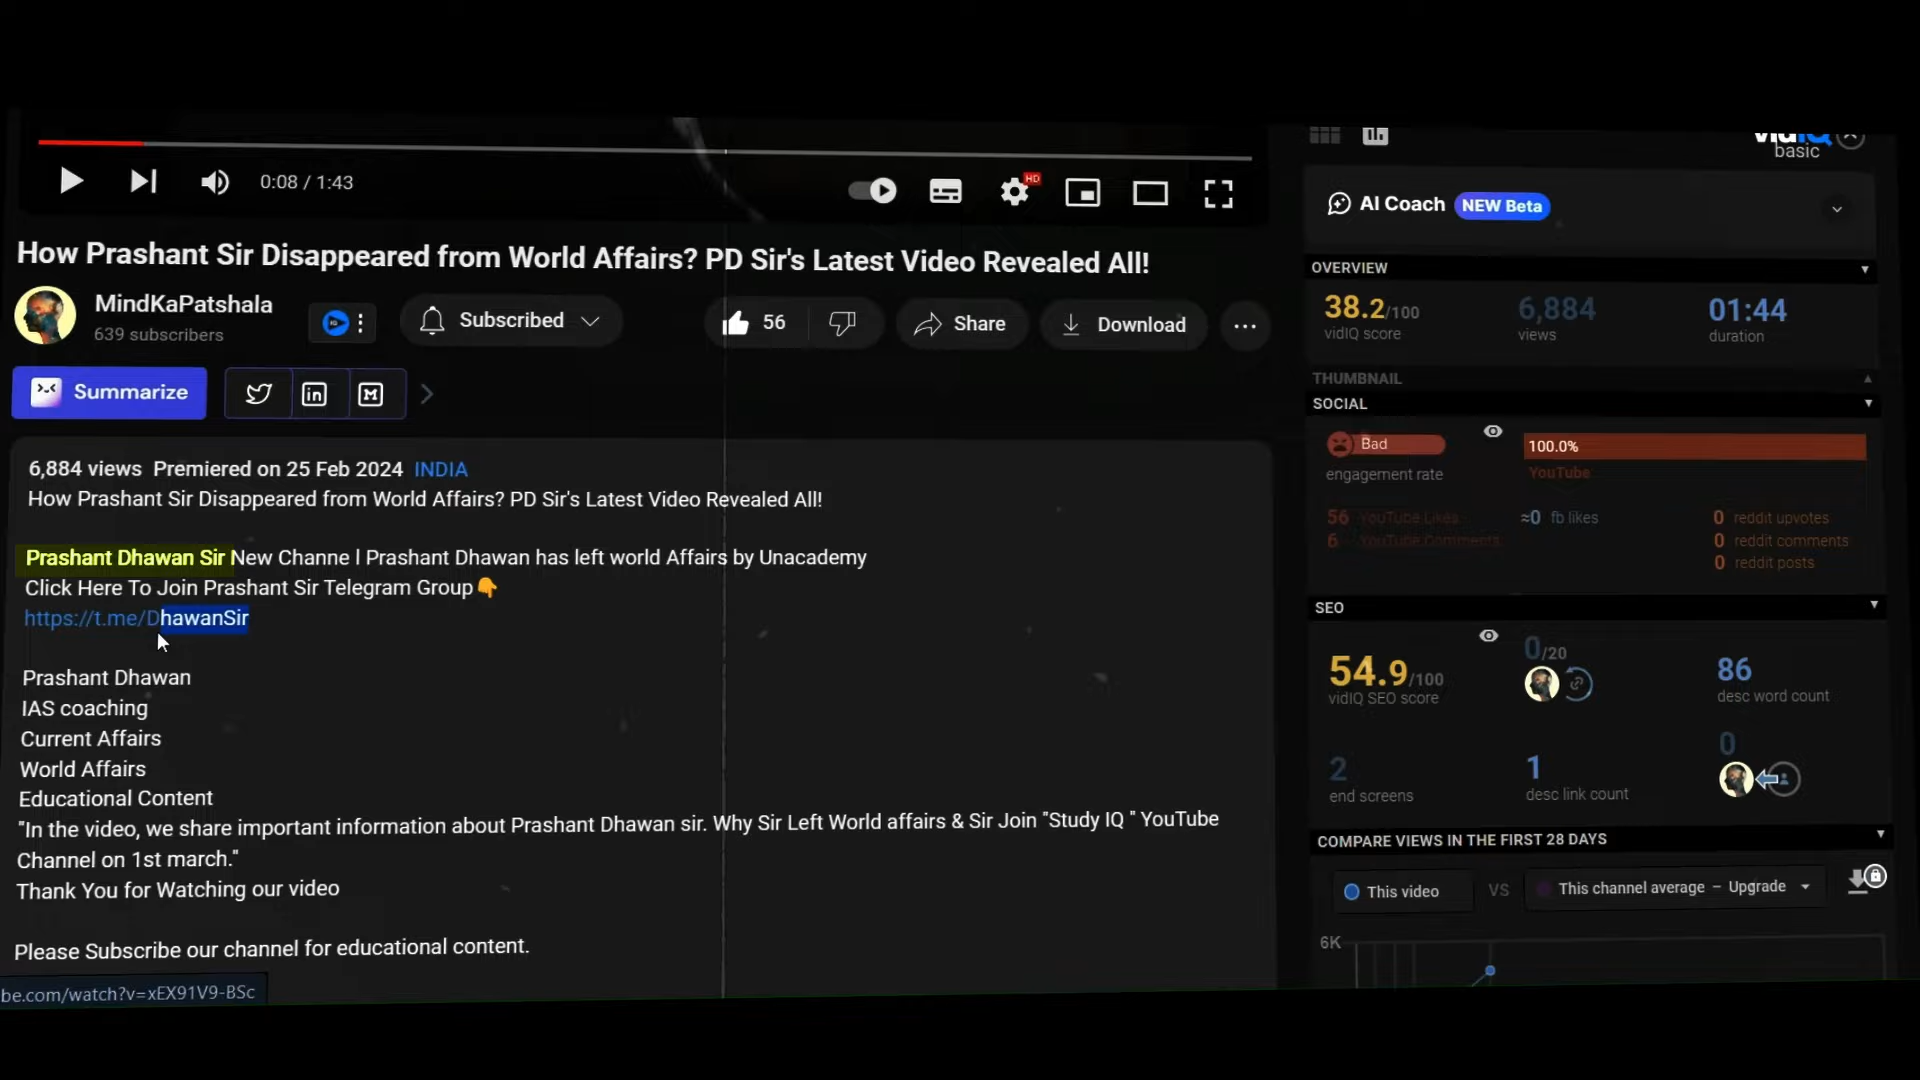 vidIQ
basic
0:08 / 1:43
HD
AI Coach NEW Beta
How Prashant Sir Disappeared from World Affairs? PD Sir's Latest Video Revealed All!
MindKaPatshala
639 subscribers
Subscribed
56
Share
Download
Summarize
6,884 views Premiered on 25 Feb 2024 INDIA
How Prashant Sir Disappeared from World Affairs? PD Sir's Latest Video Revealed All!
Prashant Dhawan Sir New Channe l Prashant Dhawan has left world Affairs by Unacademy
Click Here To Join Prashant Sir Telegram Group👇
https://t.me/DhawanSir
Prashant Dhawan
IAS coaching
Current Affairs
World Affairs
Educational Content
"In the video, we share important information about Prashant Dhawan sir. Why Sir Left World affairs & Sir Join "Study IQ " YouTube
Channel on 1st march."
Thank You for Watching our video
Please Subscribe our channel for educational content.
be.com/watch?v=xEX91V9-BSc
OVERVIEW
38.2/100
vidIQ score
6,884
views
01:44
duration
THUMBNAIL
SOCIAL
Bad
engagement rate
100.0%
YouTube
56 YouTube Likes
6 YouTube Comments
≈0 fb likes
0 reddit upvotes
0 reddit comments
0 reddit posts
SEO
54.9/100
vidIQ SEO score
0/20
86
desc word count
2
end screens
1
desc link count
0
COMPARE VIEWS IN THE FIRST 28 DAYS
This video
VS
This channel average – Upgrade
6K